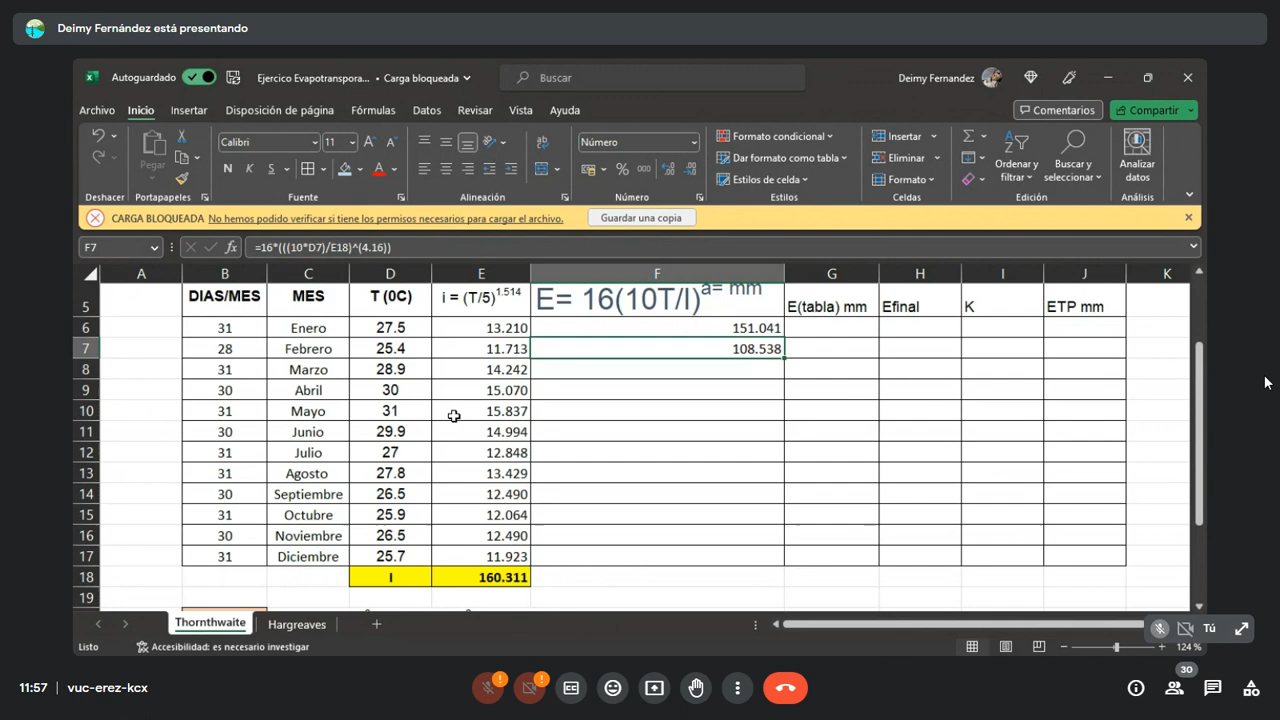 Deimy Fernández está presentando
Autoguardado Ejercico Evapotranspora... • Carga bloqueada Buscar Deimy Fernandez
Archivo Inicio Insertar Disposición de página Fórmulas Datos Revisar Vista Ayuda Comentarios Compartir
Pegar Calibri 11 Número Formato condicional Insertar
N K S A Dar formato como tabla Eliminar Ordenar y filtrar Buscar y seleccionar Analizar datos
% 000 Estilos de celda Formato
Deshacer Portapapeles Fuente Alineación Número Estilos Celdas Edición Análisis
CARGA BLOQUEADA No hemos podido verificar si tiene los permisos necesarios para cargar el archivo. Guardar una copia
F7 fx =16*(((10*D7)/E18)^(4.16))
A B C D E F G H I J K
5 DIAS/MES MES T (0C) i = (T/5)1.514 E= 16(10T/I)a= mm E(tabla) mm Efinal K ETP mm
6 31 Enero 27.5 13.210 151.041
7 28 Febrero 25.4 11.713 108.538
8 31 Marzo 28.9 14.242
9 30 Abril 30 15.070
10 31 Mayo 31 15.837
11 30 Junio 29.9 14.994
12 31 Julio 27 12.848
13 31 Agosto 27.8 13.429
14 30 Septiembre 26.5 12.490
15 31 Octubre 25.9 12.064
16 30 Noviembre 26.5 12.490
17 31 Diciembre 25.7 11.923
18 I 160.311
19
Thornthwaite Hargreaves + Tú
Listo Accesibilidad: es necesario investigar 124 %
30
11:57 | vuc-erez-kcx